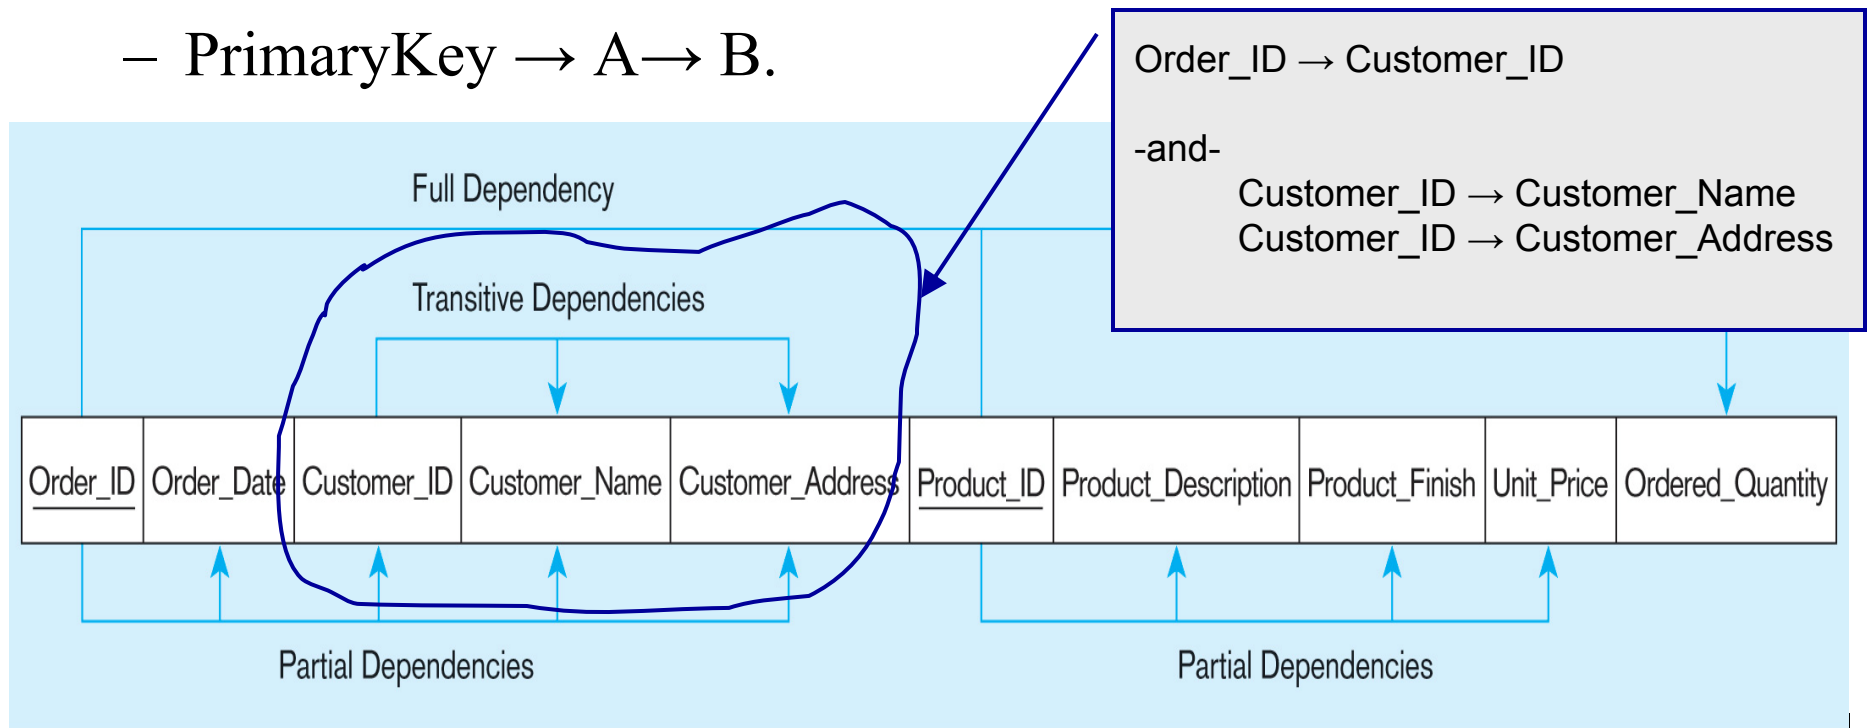 – PrimaryKey → A→ B.
Order_ID → Customer_ID
-and-
Customer_ID → Customer_Name
Customer_ID → Customer_Address
Full Dependency
Transitive Dependencies
Order_ID Order_Date Customer_ID Customer_Name Customer_Address Product_ID Product_Description Product_Finish Unit_Price Ordered_Quantity
Partial Dependencies Partial Dependencies